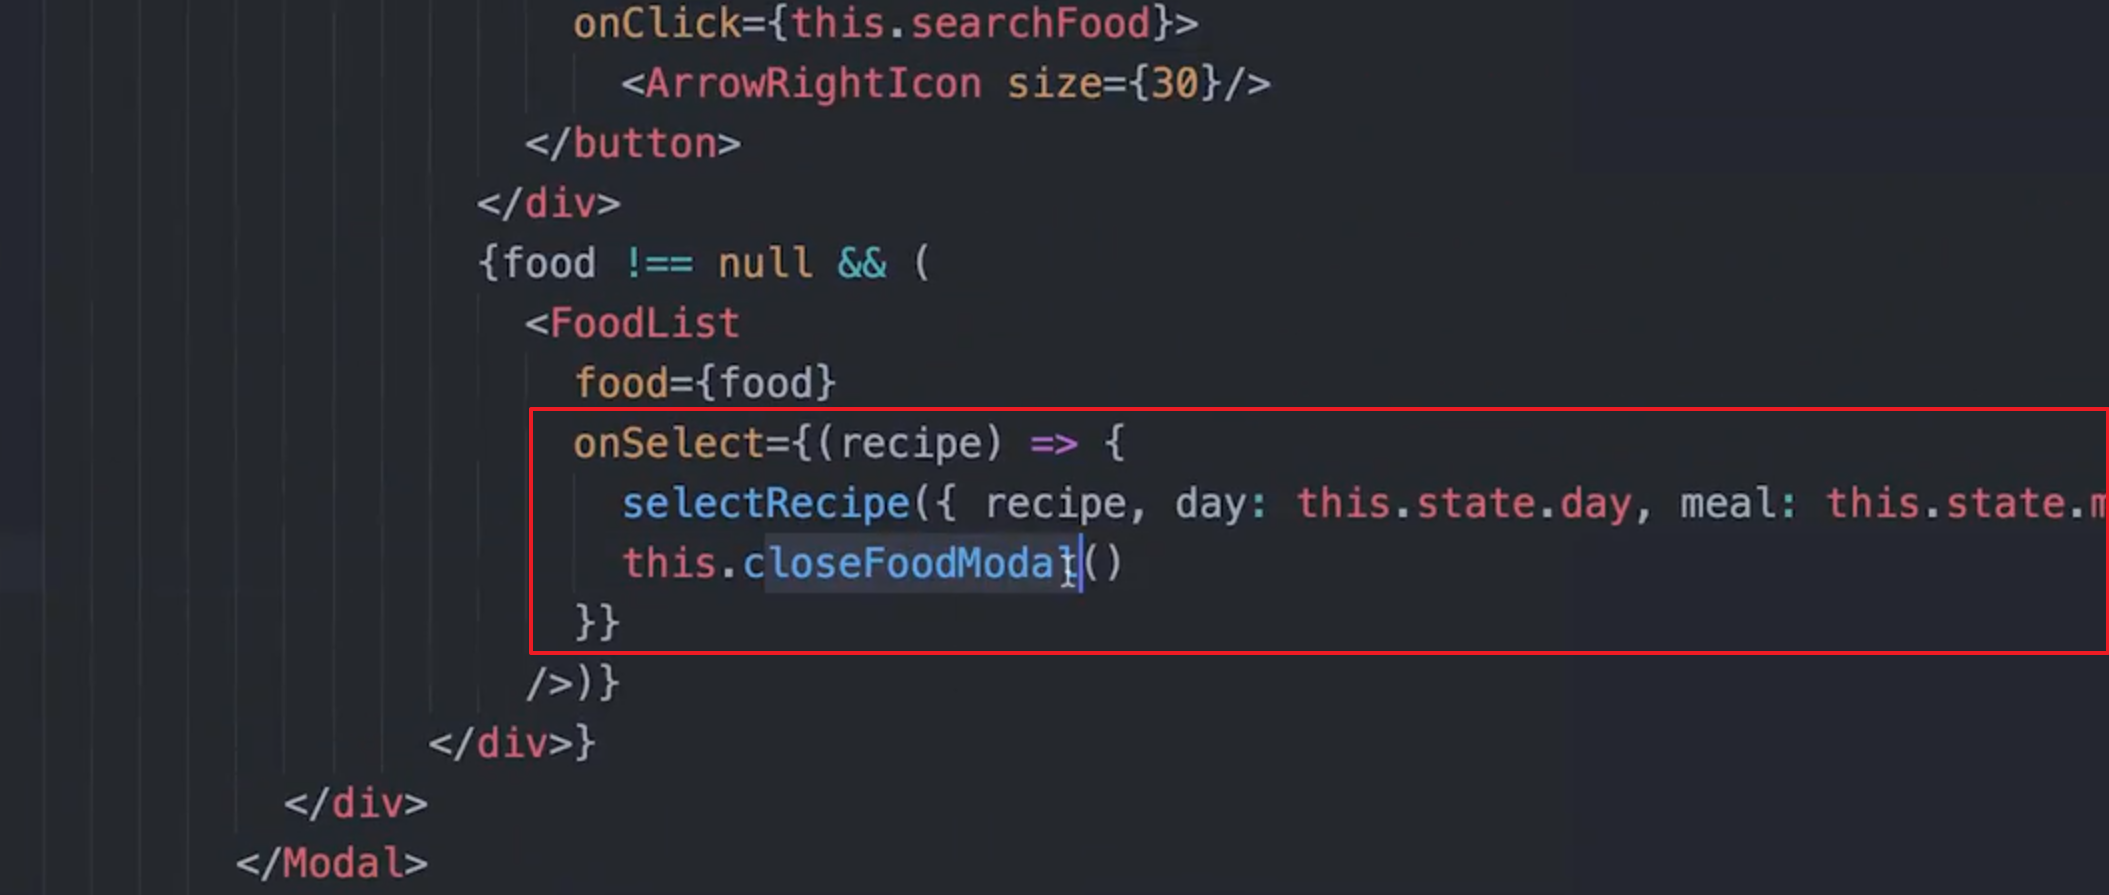 onClick={this.searchFood}>
<ArrowRightIcon size={30}/>
</button>
</div>
{food !== null && (
<FoodList
food={food}
onSelect={(recipe) => {
selectRecipe({ recipe, day: this.state.day, meal: this.state.m
this.closeFoodModal()
}}
/>)}
</div>}
</div>
</Modal>